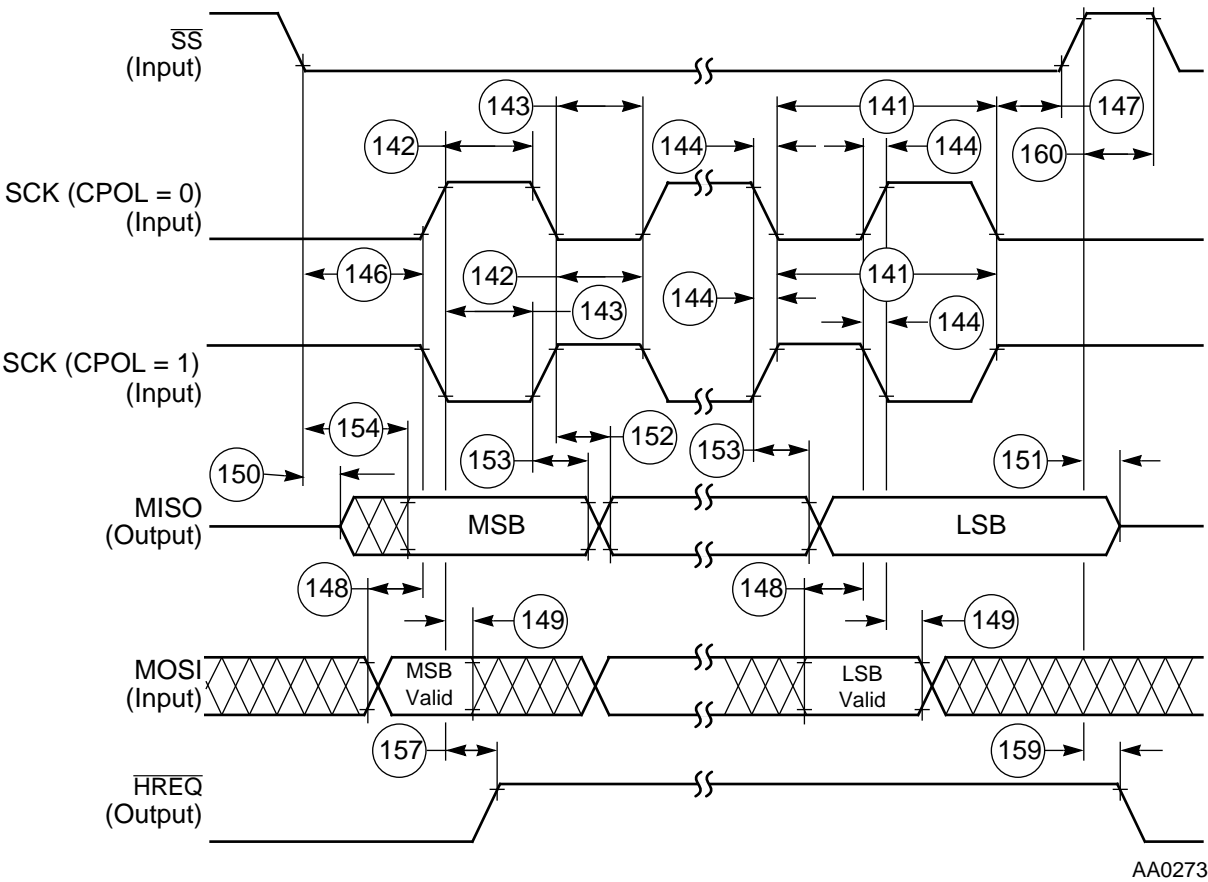 SS
(Input)
143
141
147
142
144
144
160
SCK (CPOL = 0)
(Input)
146
142
141
144
143
144
SCK (CPOL = 1)
(Input)
154
152
153
153
150
151
MISO
(Output)
MSB
LSB
148
148
149
149
MOSI
(Input)
MSB
Valid
LSB
Valid
157
159
HREQ
(Output)
AA0273